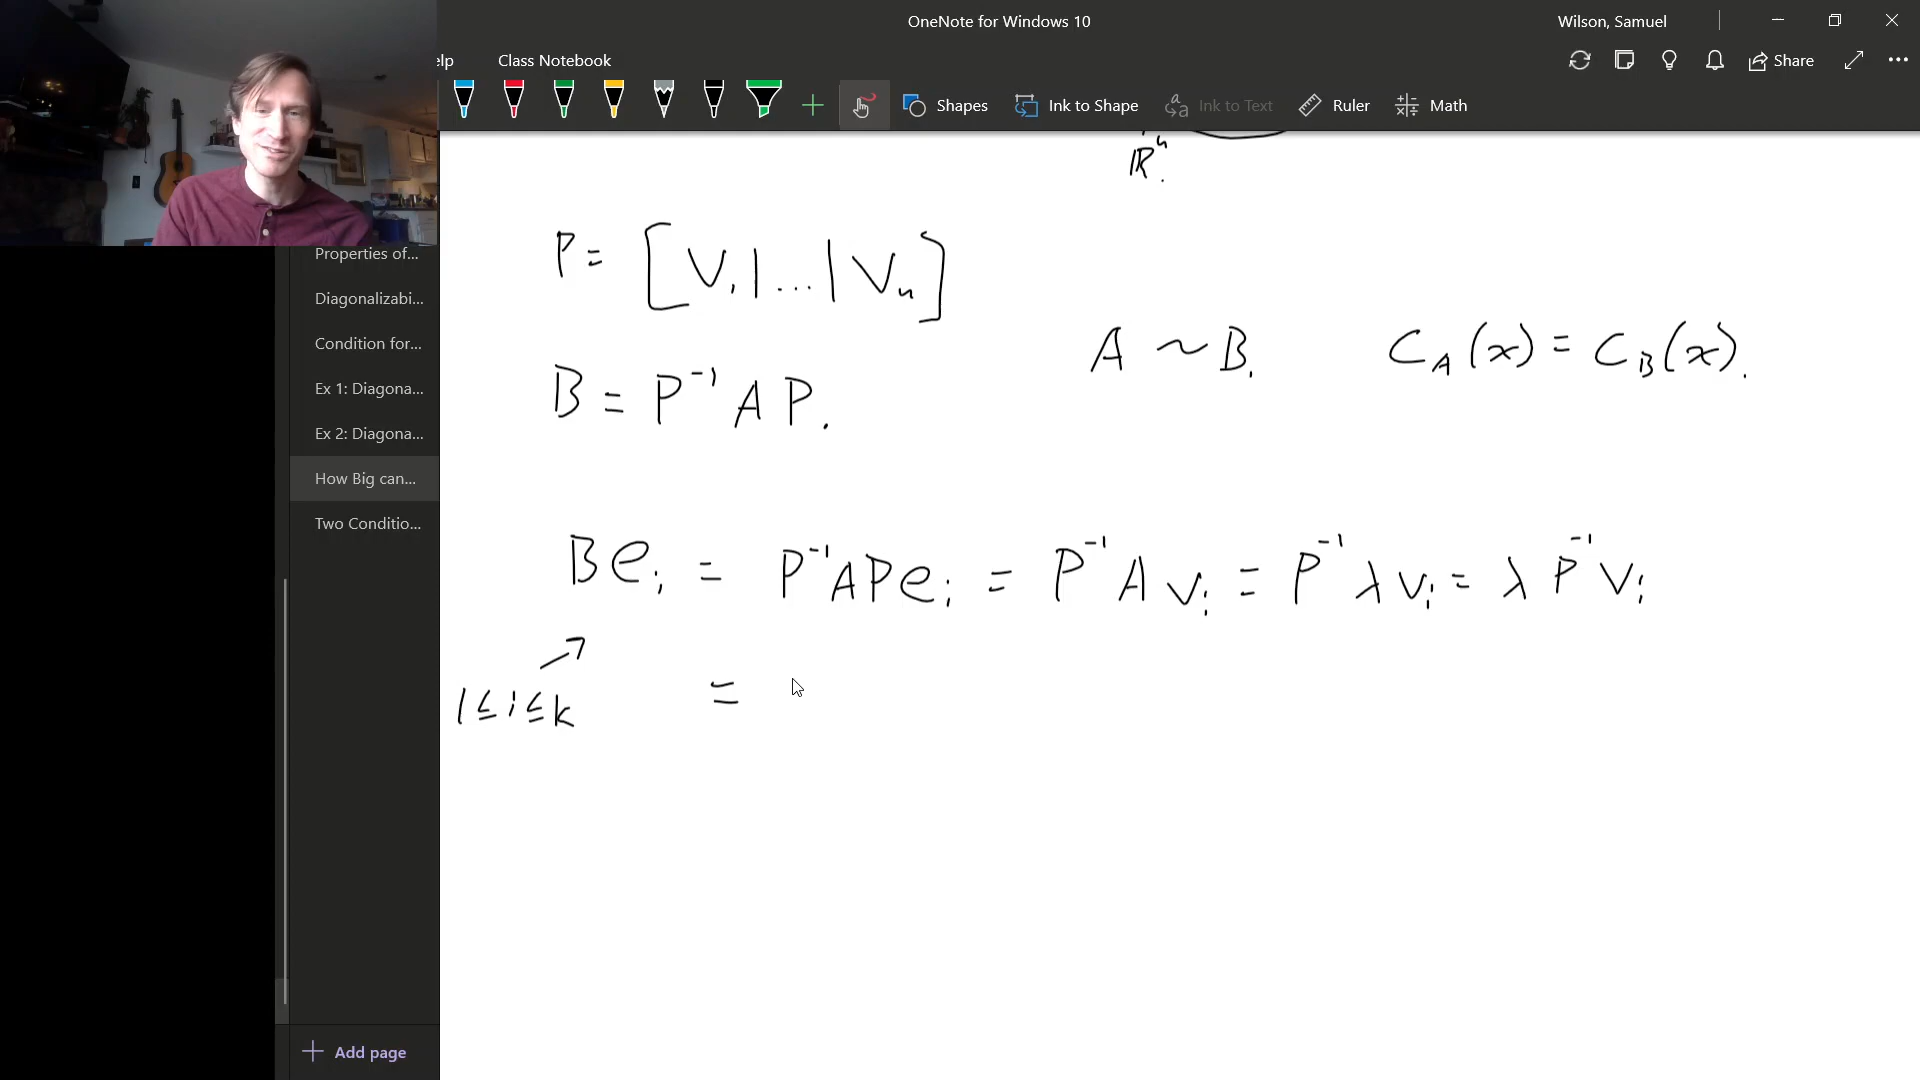 OneNote for Windows 10
Wilson, Samuel
elp Class Notebook
Share
Shapes Ink to Shape Ink to Text Ruler Math
ℝⁿ.
P = [V₁ | ... | Vₙ]
A ~ B. C_A(x) = C_B(x).
B = P⁻¹AP.
Beᵢ = P⁻¹APeᵢ = P⁻¹Avᵢ = P⁻¹λvᵢ = λP⁻¹vᵢ
1 ≤ i ≤ k
=
Properties of...
Diagonalizabi...
Condition for...
Ex 1: Diagona...
Ex 2: Diagona...
How Big can...
Two Conditio...
Add page